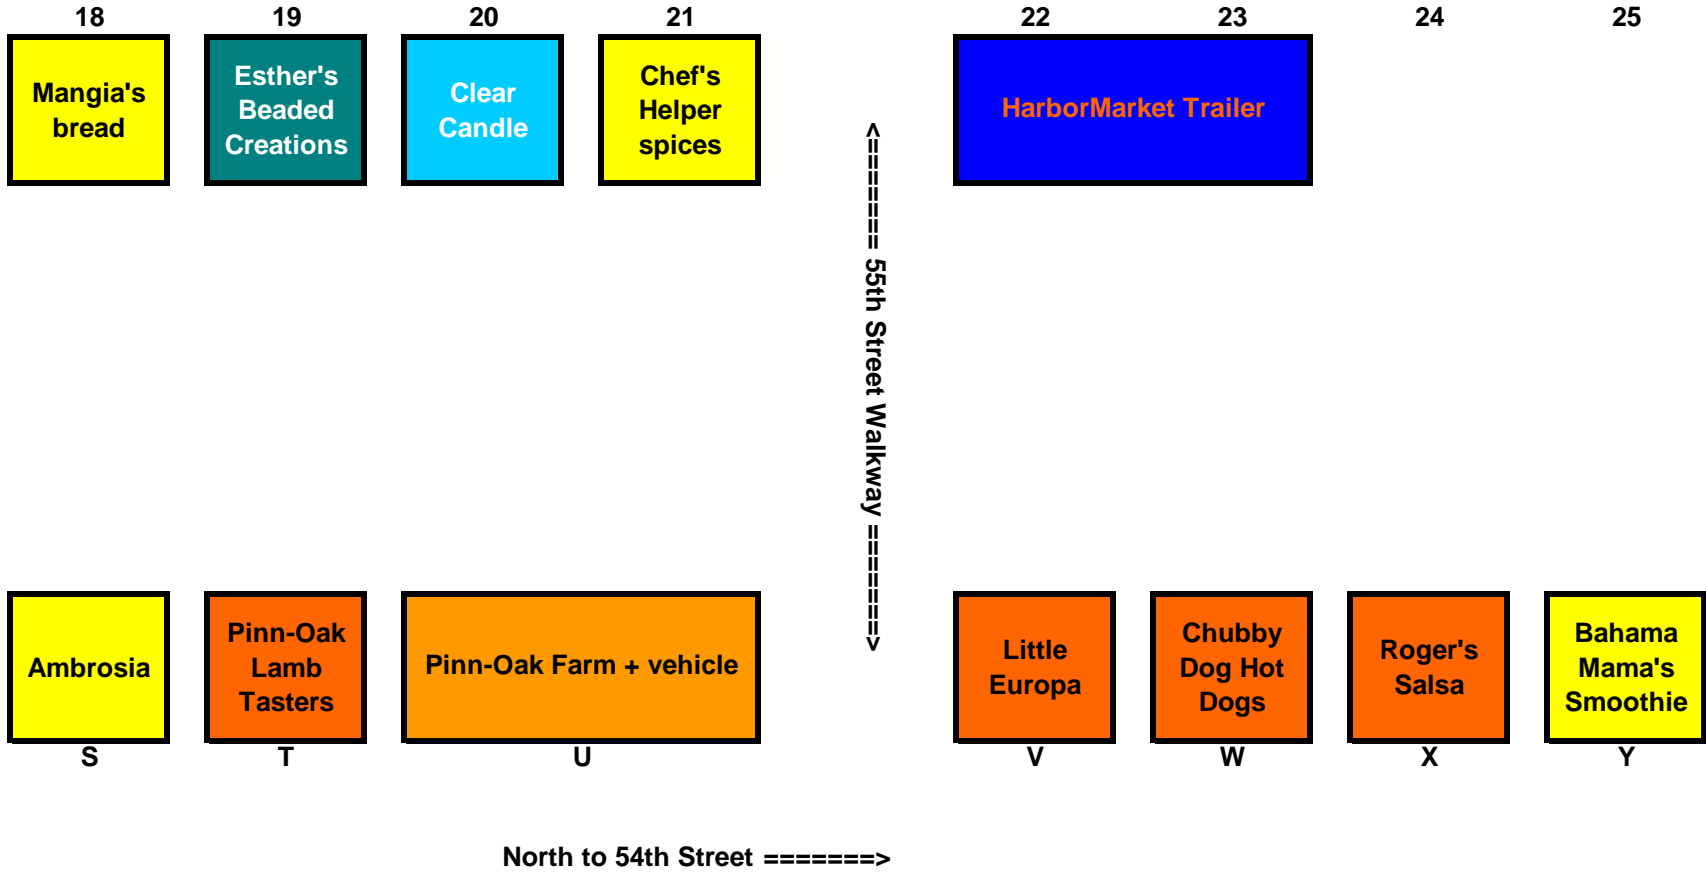 18 19 20 21 22 23 24 25
Mangia's
bread
Esther's
Beaded
Creations
Clear
Candle
Chef's
Helper
spices
HarborMarket Trailer
<======== 55th Street Walkway ========>
Ambrosia
Pinn-Oak
Lamb
Tasters
Pinn-Oak Farm + vehicle
Little
Europa
Chubby
Dog Hot
Dogs
Roger's
Salsa
Bahama
Mama's
Smoothie
S T U V W X Y
North to 54th Street =======>